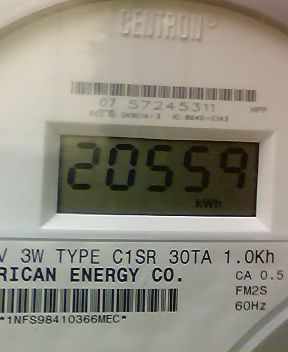 CENTRON®
07 57245311 HPP
20559
kWh
V 3W TYPE C1SR 30TA 1.0Kh
RICAN ENERGY CO. CA 0.5
FM2S
60Hz
*1NFS98410366MEC*